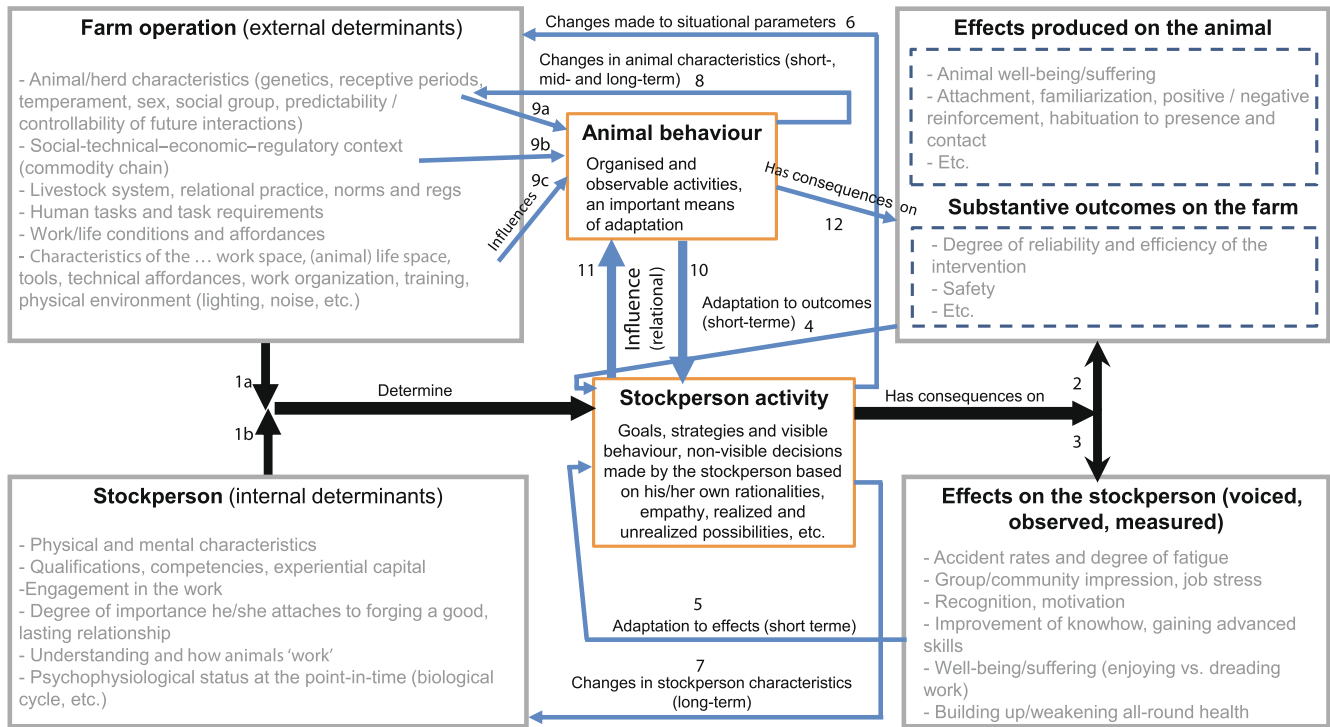 Farm operation (external determinants)
- Animal/herd characteristics (genetics, receptive periods,
temperament, sex, social group, predictability /
controllability of future interactions)
- Social-technical–economic–regulatory context
(commodity chain)
- Livestock system, relational practice, norms and regs
- Human tasks and task requirements
- Work/life conditions and affordances
- Characteristics of the … work space, (animal) life space,
tools, technical affordances, work organization, training,
physical environment (lighting, noise, etc.)
Changes made to situational parameters 6
Changes in animal characteristics (short-,
mid- and long-term) 8
9a
9b
9c
Influences
Animal behaviour
Organised and
observable activities,
an important means
of adaptation
Has consequences on
12
Effects produced on the animal
- Animal well-being/suffering
- Attachment, familiarization, positive / negative
reinforcement, habituation to presence and
contact
- Etc.
Substantive outcomes on the farm
- Degree of reliability and efficiency of the
intervention
- Safety
- Etc.
11
Influence
(relational)
10
Adaptation to outcomes
(short-terme) 4
1a
1b
Determine
Stockperson activity
Goals, strategies and visible
behaviour, non-visible decisions
made by the stockperson based
on his/her own rationalities,
empathy, realized and
unrealized possibilities, etc.
Has consequences on
2
3
Stockperson (internal determinants)
- Physical and mental characteristics
- Qualifications, competencies, experiential capital
-Engagement in the work
- Degree of importance he/she attaches to forging a good,
lasting relationship
- Understanding and how animals ‘work’
- Psychophysiological status at the point-in-time (biological
cycle, etc.)
5
Adaptation to effects (short terme)
7
Changes in stockperson characteristics
(long-term)
Effects on the stockperson (voiced,
observed, measured)
- Accident rates and degree of fatigue
- Group/community impression, job stress
- Recognition, motivation
- Improvement of knowhow, gaining advanced
skills
- Well-being/suffering (enjoying vs. dreading
work)
- Building up/weakening all-round health